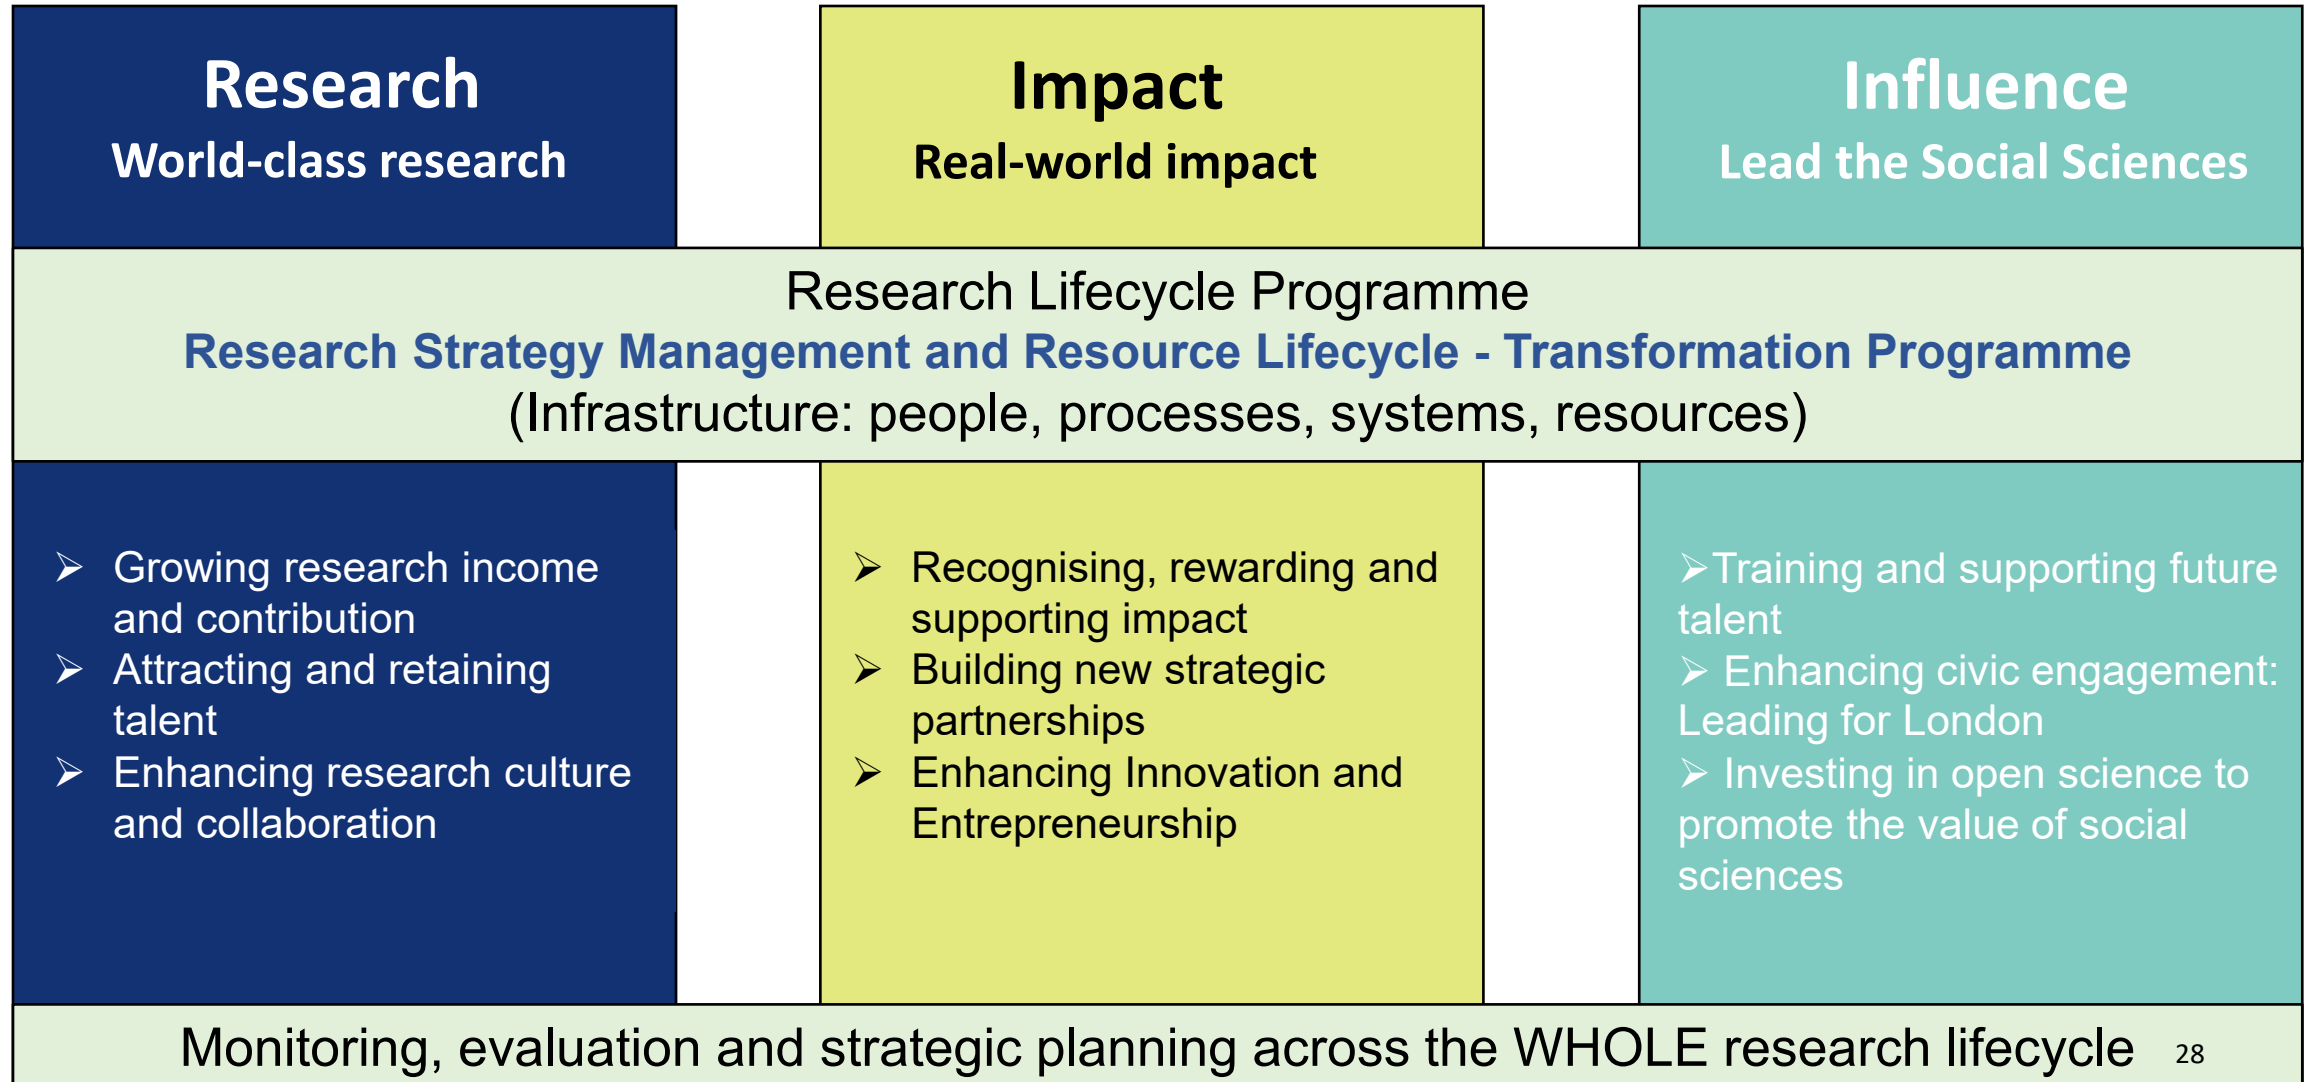 Research
World-class research
Impact
Real-world impact
Influence
Lead the Social Sciences
Research Lifecycle Programme
Research Strategy Management and Resource Lifecycle - Transformation Programme
(Infrastructure: people, processes, systems, resources)
➢ Growing research income
and contribution
➢ Attracting and retaining
talent
➢ Enhancing research culture
and collaboration
➢ Recognising, rewarding and
supporting impact
➢ Building new strategic
partnerships
➢ Enhancing Innovation and
Entrepreneurship
➢Training and supporting future
talent
➢ Enhancing civic engagement:
Leading for London
➢ Investing in open science to
promote the value of social
sciences
Monitoring, evaluation and strategic planning across the WHOLE research lifecycle 28